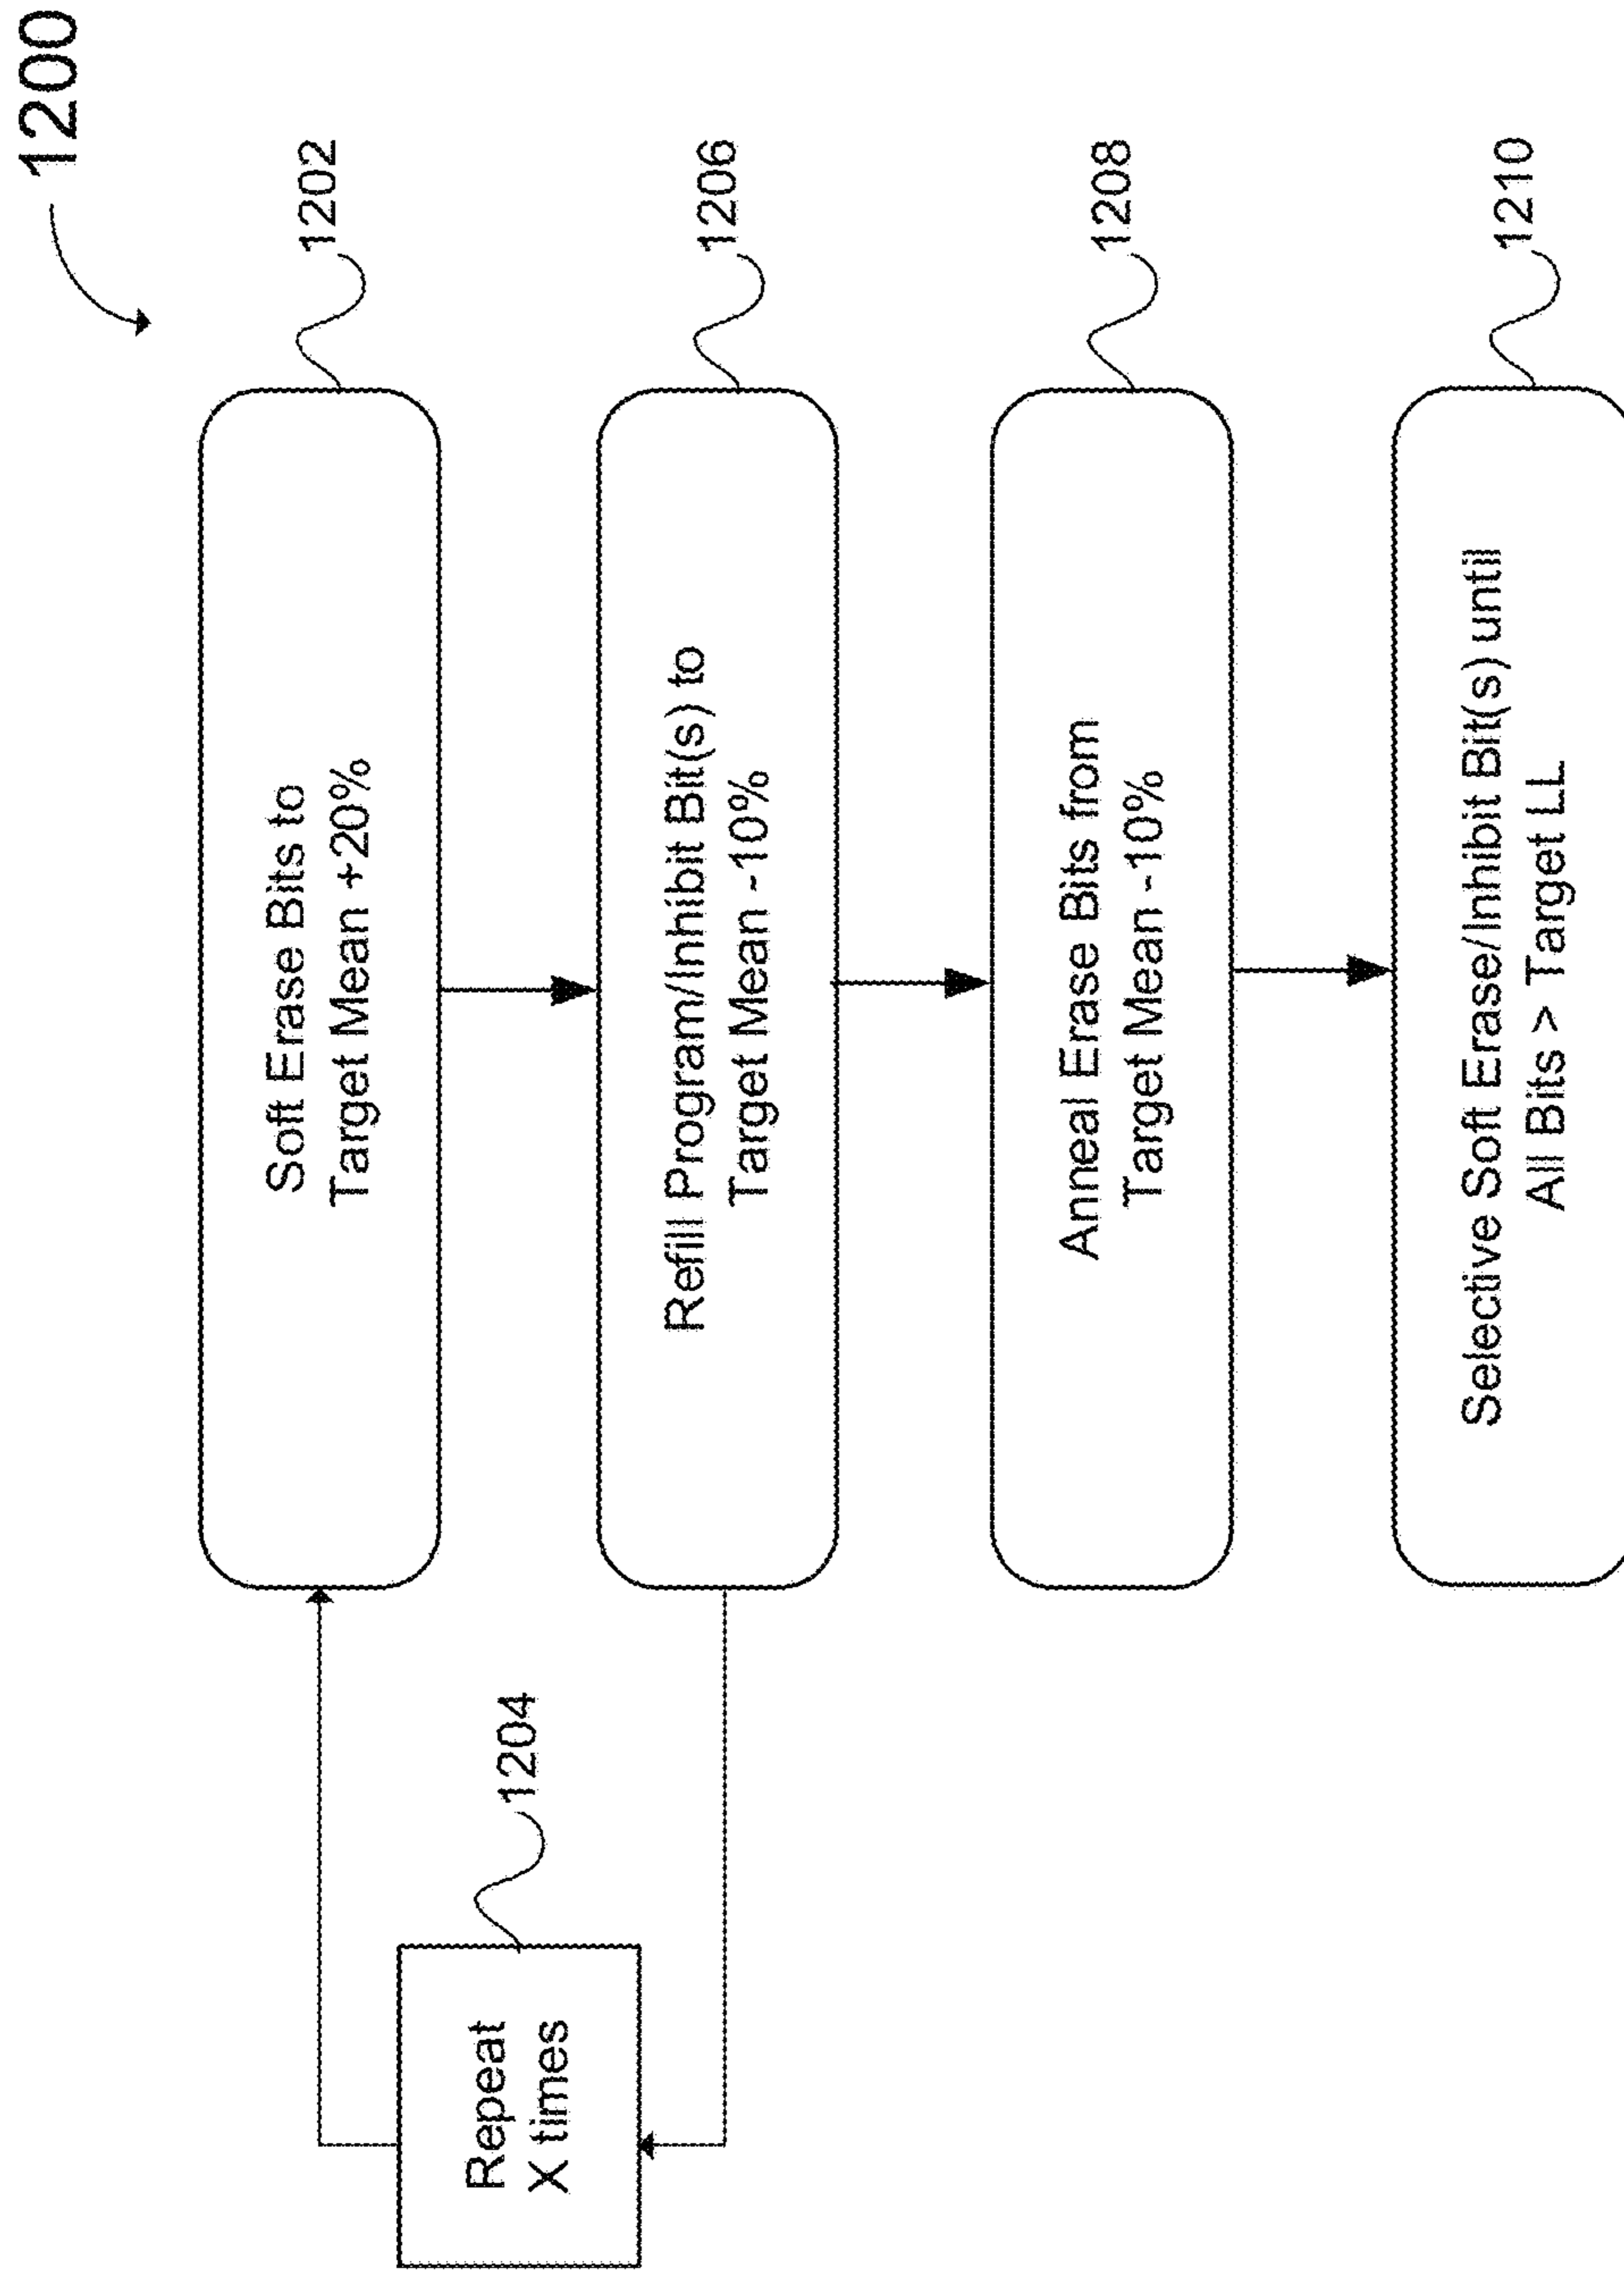 1200
Soft Erase Bits to
Target Mean +20%
1202
Repeat
X times
1204
Refill Program/Inhibit Bit(s) to
Target Mean -10%
1206
Anneal Erase Bits from
Target Mean -10%
1208
Selective Soft Erase/Inhibit Bit(s) until
All Bits > Target LL
1210